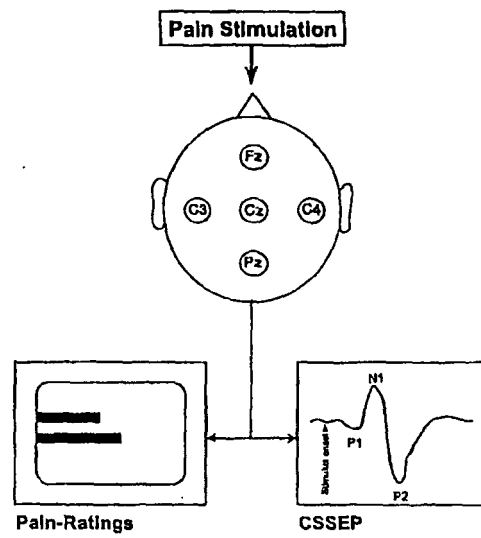 Pain Stimulation
Fz
C3 Cz C4
Pz
N1
P1
Stimulus onset
P2
Pain-Ratings
CSSEP